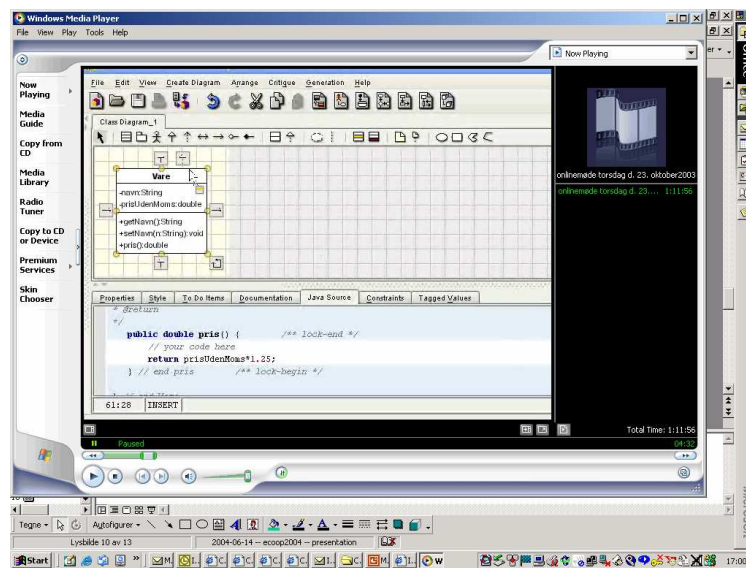 Windows Media Player
File View Play Tools Help
Now Playing
Now Playing
Media Guide
Copy from CD
Media Library
Radio Tuner
Copy to CD or Device
Premium Services
Skin Chooser
File Edit View Create Diagram Arrange Critique Generation Help
Class Diagram_1
Vare
-navn:String
-prisUdenMoms:double
+getNavn():String
+setNavn(n:String):void
+pris():double
Properties Style To Do Items Documentation Java Source Constraints Tagged Values
* @return
*/
public double pris() { /** lock-end */
// your code here
return prisUdenMoms*1.25;
} // end pris /** lock-begin */
61:28 INSERT
onlinemøde torsdag d. 23. oktober2003
onlinemøde torsdag d. 23.... 1:11:56
Total Time: 1:11:56
Paused 04:32
Tegne Autofigurer
Lysbilde 10 av 13 2004-06-14 -- ecoop2004 -- presentation
Start M. I.. C. C. C. C. I.. C. M. I.. w 17:00